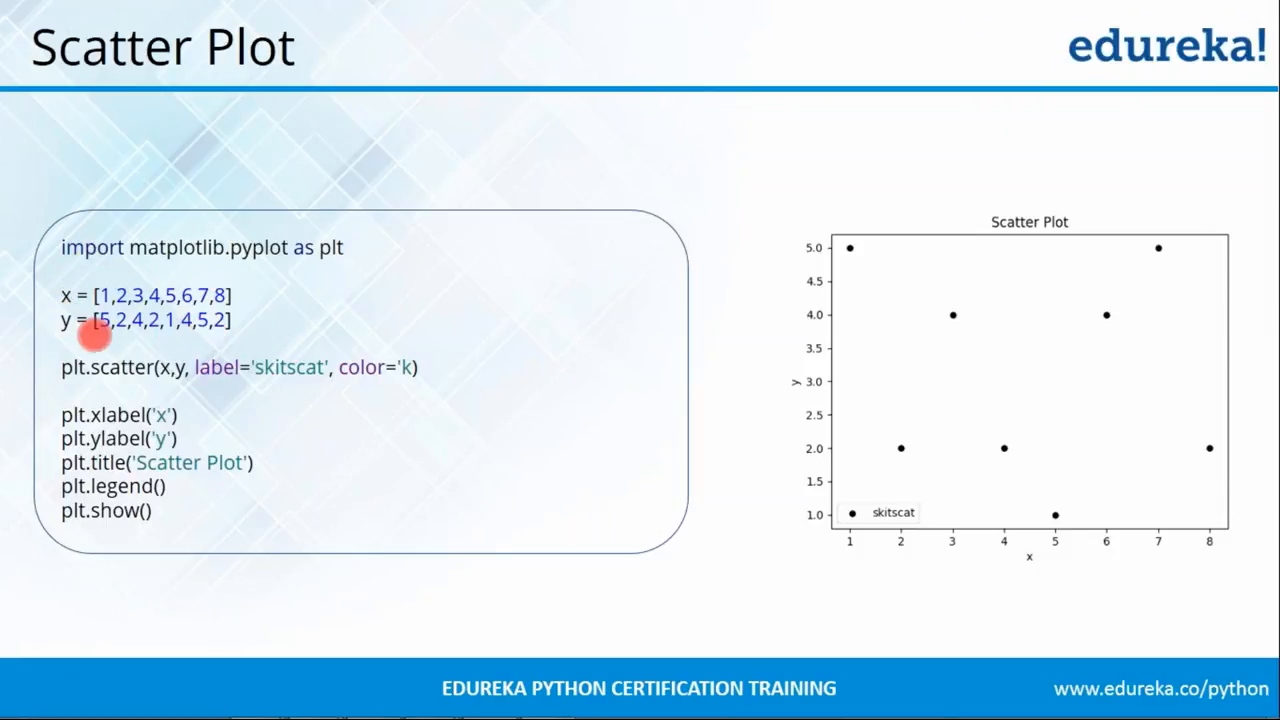 Scatter Plot
edureka!
import matplotlib.pyplot as plt
x = [1,2,3,4,5,6,7,8]
y = [5,2,4,2,1,4,5,2]
plt.scatter(x,y, label='skitscat', color='k)
plt.xlabel('x')
plt.ylabel('y')
plt.title('Scatter Plot')
plt.legend()
plt.show()
Scatter Plot
5.0
4.5
4.0
3.5
3.0
2.5
2.0
1.5
1.0
y
skitscat
1 2 3 4 5 6 7 8
x
EDUREKA PYTHON CERTIFICATION TRAINING
www.edureka.co/python